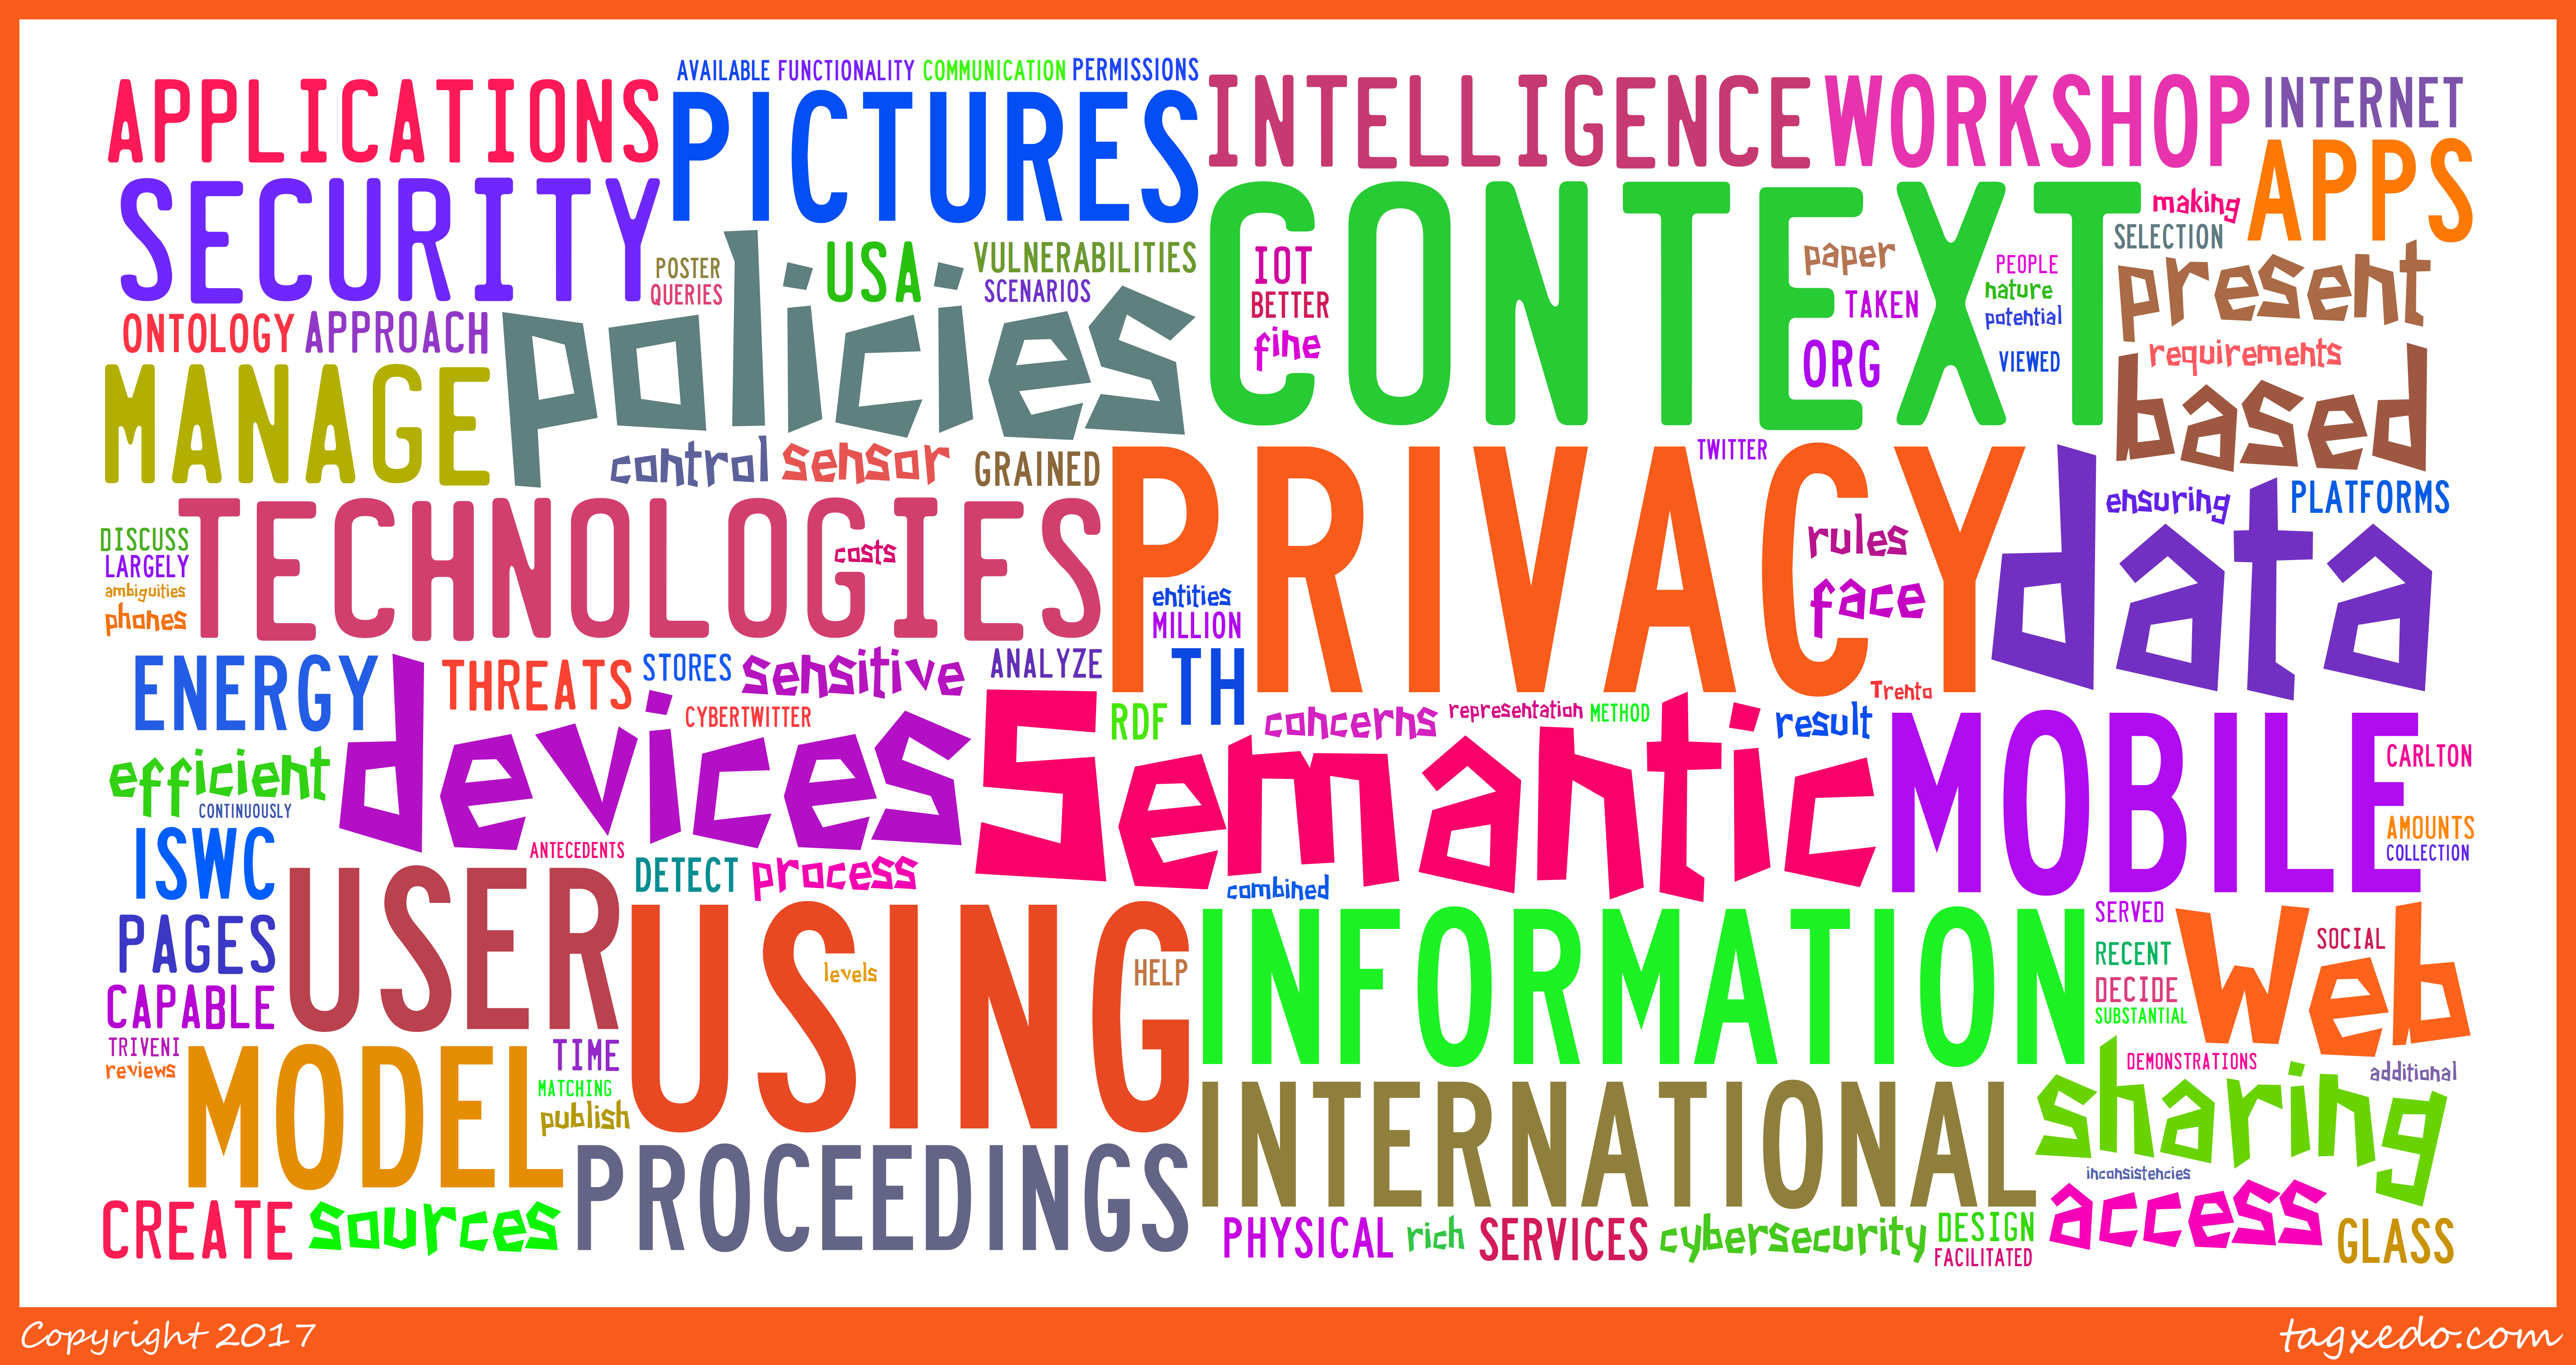 AVAILABLE FUNCTIONALITY COMMUNICATION PERMISSIONS
APPLICATIONS
PICTURES
INTELLIGENCE
WORKSHOP
INTERNET
SECURITY
CONTEXT
making
APPS
SELECTION
POSTER
QUERIES
policies
USA
VULNERABILITIES
SCENARIOS
IOT
BETTER
fine
paper
TAKEN
ORG
PEOPLE
nature
potential
VIEWED
present
requirements
based
ONTOLOGY
APPROACH
MANAGE
control
sensor
GRAINED
PRIVACY
TWITTER
data
ensuring
PLATFORMS
TECHNOLOGIES
costs
DISCUSS
LARGELY
ambiguities
phones
rules
face
entities
MILLION
TH
ENERGY
THREATS
STORES
sensitive
ANALYZE
CYBERTWITTER
devices
Semantic
RDF
concerns
representation
METHOD
result
Trento
MOBILE
CARLTON
AMOUNTS
COLLECTION
efficient
CONTINUOUSLY
ISWC
ANTECEDENTS
DETECT
process
combined
USER
USING
levels
HELP
INFORMATION
SERVED
RECENT
DECIDE
SUBSTANTIAL
Web
SOCIAL
PAGES
CAPABLE
TRIVENI
reviews
MODEL
TIME
MATCHING
publish
INTERNATIONAL
DEMONSTRATIONS
additional
sharing
inconsistencies
PROCEEDINGS
CREATE
sources
PHYSICAL
rich
SERVICES
cybersecurity
DESIGN
FACILITATED
access
GLASS
Copyright 2017
tagxedo.com